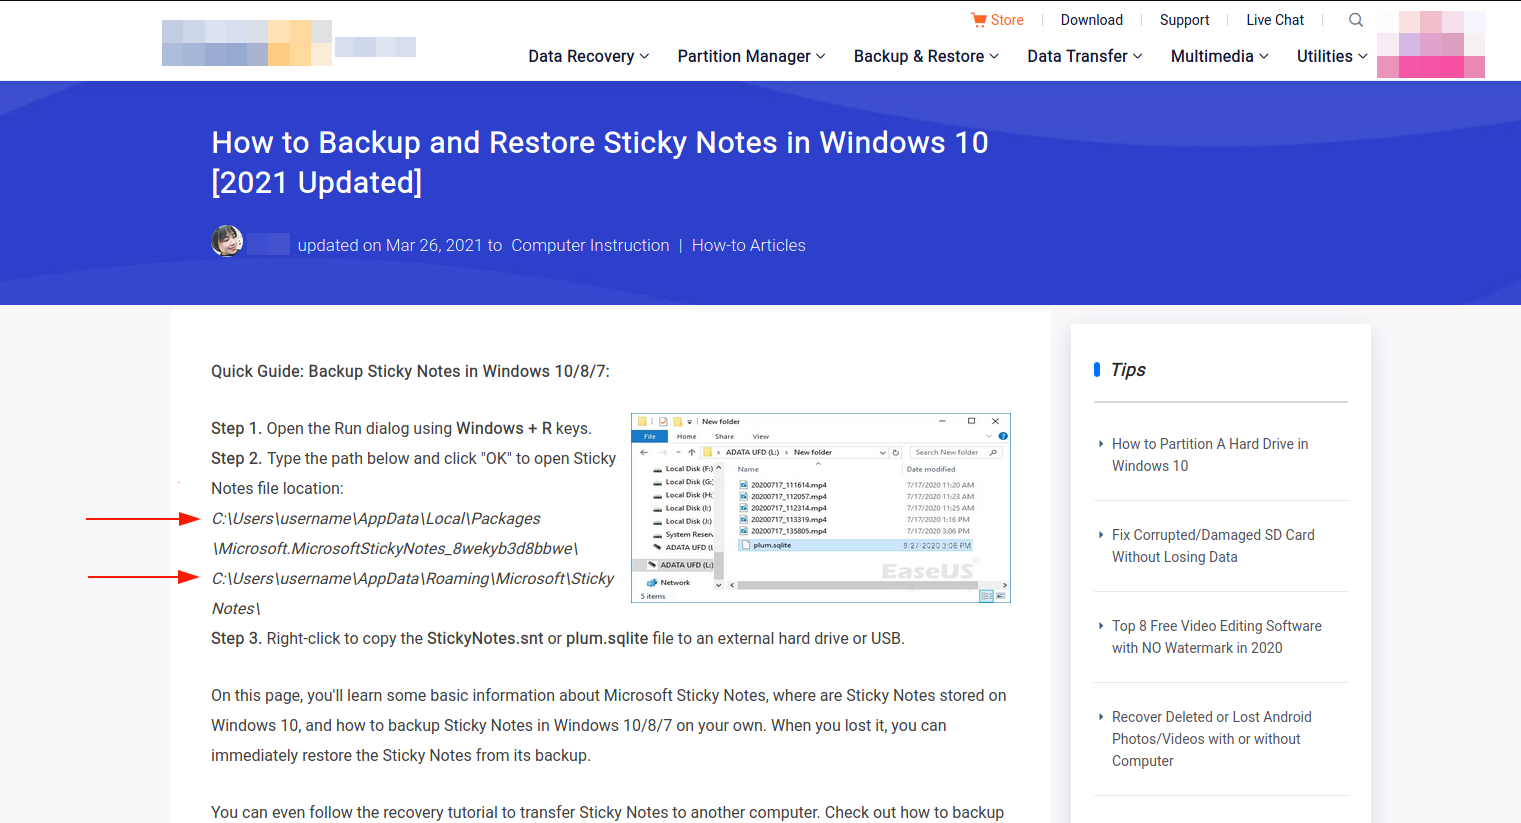 Store
Download
Support
Live Chat
Data Recovery
Partition Manager
Backup & Restore
Data Transfer
Multimedia
Utilities
How to Backup and Restore Sticky Notes in Windows 10
[2021 Updated]
updated on Mar 26, 2021 to Computer Instruction | How-to Articles
Quick Guide: Backup Sticky Notes in Windows 10/8/7:
Step 1. Open the Run dialog using Windows + R keys.
Step 2. Type the path below and click "OK" to open Sticky
Notes file location:
C:\Users\username\AppData\Local\Packages
\Microsoft.MicrosoftStickyNotes_8wekyb3d8bbwe\
C:\Users\username\AppData\Roaming\Microsoft\Sticky
Notes\
New folder
File Home Share View
ADATA UFD (L:) > New folder
Search New folder
Name
Date modified
Local Disk (F:)
Local Disk (G:
Local Disk (H:
Local Disk (I:)
Local Disk (J:)
System Reserv
ADATA UFD (L
ADATA UFD (L:)
Network
20200717_111614.mp4 7/17/2020 11:20 AM
20200717_112057.mp4 7/17/2020 11:23 AM
20200717_112314.mp4 7/17/2020 11:25 AM
20200717_113319.mp4 7/17/2020 1:16 PM
20200717_135805.mp4 7/17/2020 3:06 PM
plum.sqlite 8/27/2020 3:06 PM
EaseUS
5 items
Step 3. Right-click to copy the StickyNotes.snt or plum.sqlite file to an external hard drive or USB.
On this page, you'll learn some basic information about Microsoft Sticky Notes, where are Sticky Notes stored on
Windows 10, and how to backup Sticky Notes in Windows 10/8/7 on your own. When you lost it, you can
immediately restore the Sticky Notes from its backup.
You can even follow the recovery tutorial to transfer Sticky Notes to another computer. Check out how to backup
Tips
How to Partition A Hard Drive in
Windows 10
Fix Corrupted/Damaged SD Card
Without Losing Data
Top 8 Free Video Editing Software
with NO Watermark in 2020
Recover Deleted or Lost Android
Photos/Videos with or without
Computer